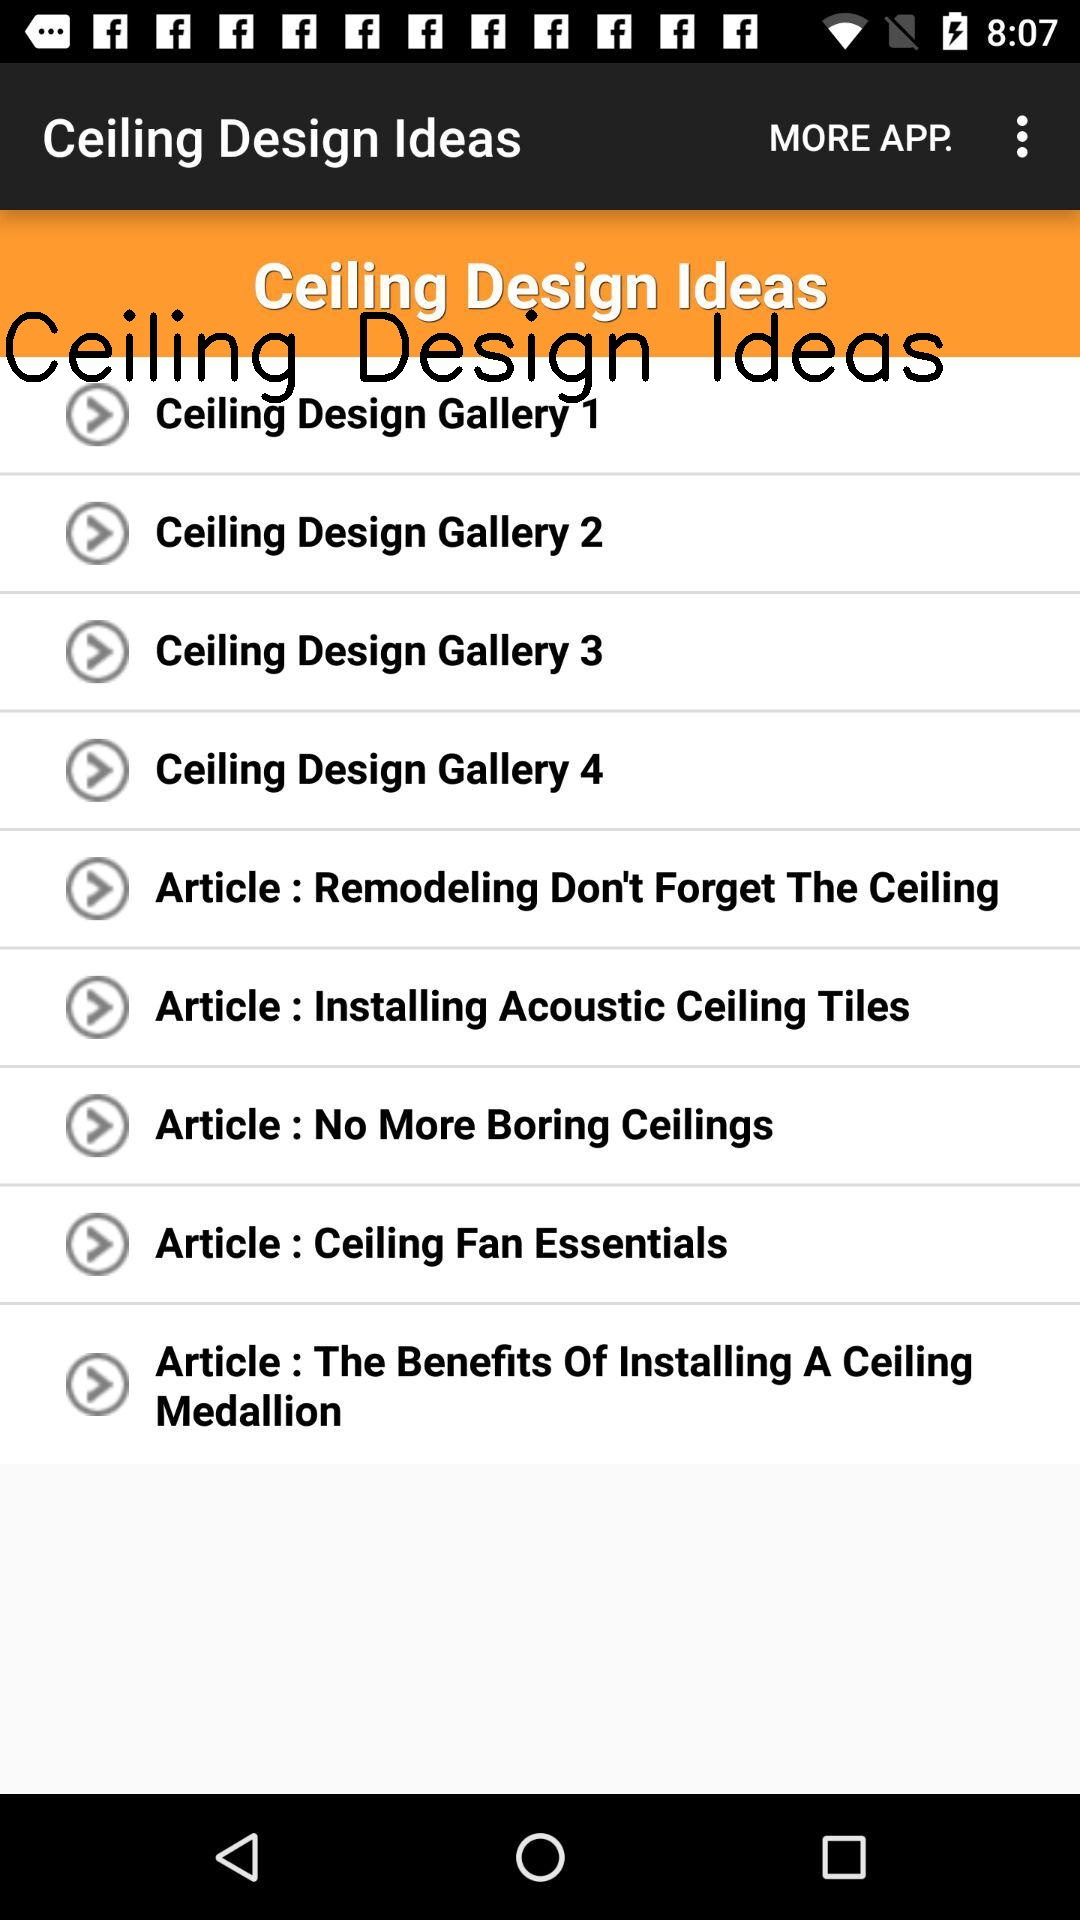 8:07
Ceiling Design Ideas MORE APP.
Ceiling Design Ideas
Ceiling Design Ideas
Ceiling Design Gallery 1
Ceiling Design Gallery 2
Ceiling Design Gallery 3
Ceiling Design Gallery 4
Article : Remodeling Don't Forget The Ceiling
Article : Installing Acoustic Ceiling Tiles
Article : No More Boring Ceilings
Article : Ceiling Fan Essentials
Article : The Benefits Of Installing A Ceiling
Medallion